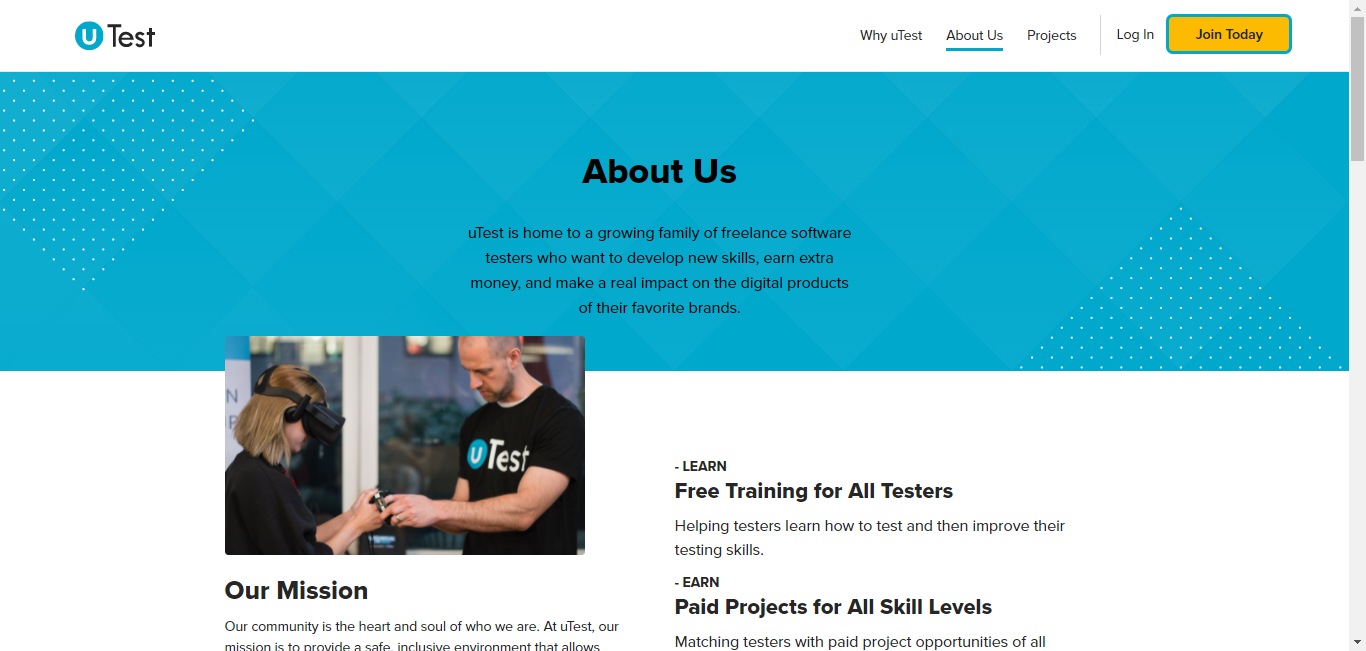 uTest
Why uTest
About Us
Projects
Log In
Join Today
About Us
uTest is home to a growing family of freelance software
testers who want to develop new skills, earn extra
money, and make a real impact on the digital products
of their favorite brands.
uTest
- LEARN
Free Training for All Testers
Helping testers learn how to test and then improve their
testing skills.
- EARN
Paid Projects for All Skill Levels
Matching testers with paid project opportunities of all
Our Mission
Our community is the heart and soul of who we are. At uTest, our
mission is to provide a safe, inclusive environment that allows